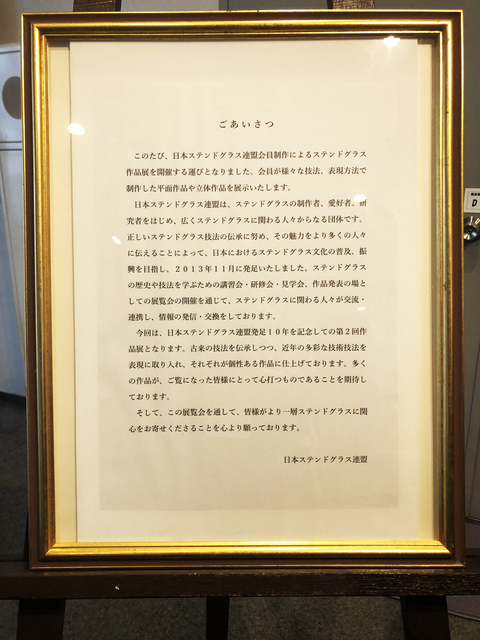 ごあいさつ
このたび、日本ステンドグラス連盟会員制作によるステンドグラス
作品展を開催する運びとなりました。会員が様々な技法、表現方法で
制作した平面作品や立体作品を展示いたします。
日本ステンドグラス連盟は、ステンドグラスの制作者、愛好者、研
究者をはじめ、広くステンドグラスに関わる人々からなる団体です。
正しいステンドグラス技法の伝承に努め、その魅力をより多くの人々
に伝えることによって、日本におけるステンドグラス文化の普及、振
興を目指し、２０１３年１１月に発足いたしました。ステンドグラス
の歴史や技法を学ぶための講習会・研修会・見学会、作品発表の場と
しての展覧会の開催を通じて、ステンドグラスに関わる人々が交流・
連携し、情報の発信・交換をしております。
今回は、日本ステンドグラス連盟発足１０年を記念しての第２回作
品展となります。古来の技法を伝承しつつ、近年の多彩な技術技法を
表現に取り入れ、それぞれが個性ある作品に仕上げております。多く
の作品が、ご覧になった皆様にとって心打つものであることを期待し
ております。
そして、この展覧会を通して、皆様がより一層ステンドグラスに関
心をお寄せくださることを心より願っております。
日本ステンドグラス連盟
D